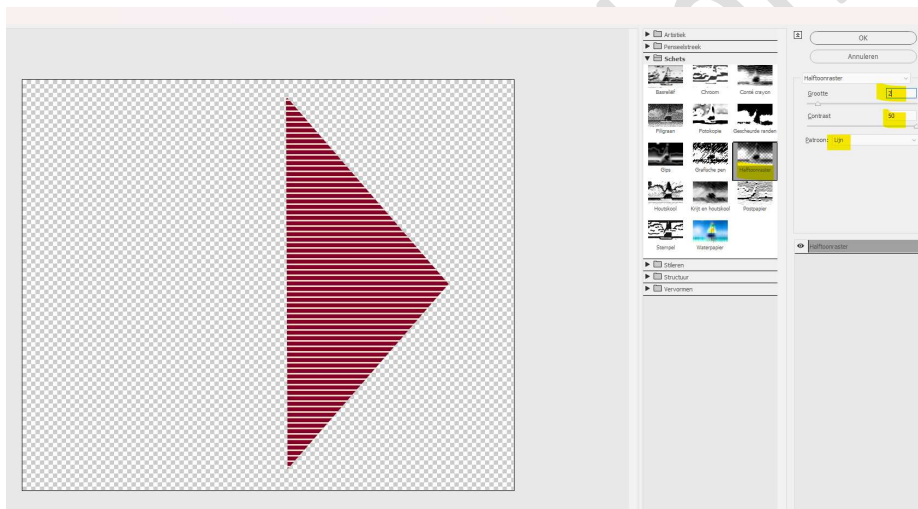 Artistiek
Penseelstreek
Schets
Basreliëf Chroom Conté crayon
Filigraan Fotokopie Gescheurde randen
Gips Grafische pen Halftoonraster
Houtskool Krijt en houtskool Postpapier
Stempel Waterpapier
Stileren
Structuur
Vervormen
OK
Annuleren
Halftoonraster
Grootte 2
Contrast 50
Patroon: Lijn
Halftoonraster